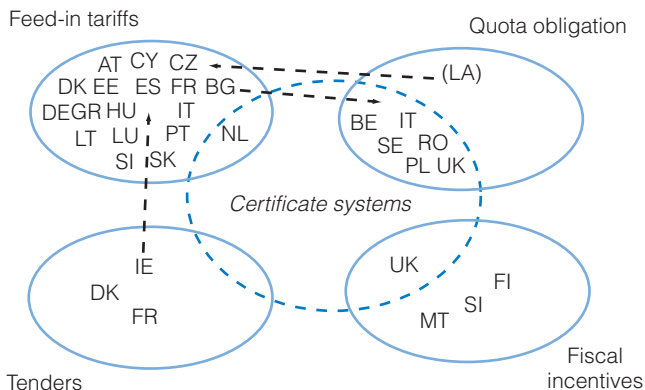 Feed-in tariffs
Quota obligation
AT CY CZ
DK EE ES FR BG
DE GR HU IT
LT LU PT NL
SI SK
(LA)
BE IT
SE RO
PL UK
Certificate systems
IE
DK
FR
UK
FI
SI
MT
Tenders
Fiscal
incentives